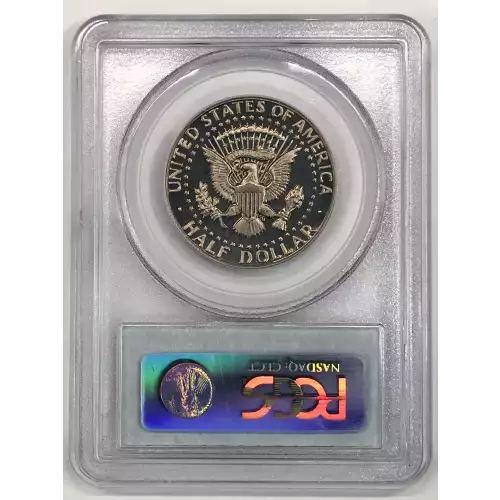 UNITED STATES OF AMERICA
HALF DOLLAR
PCGS
NASDAQ: CLCT